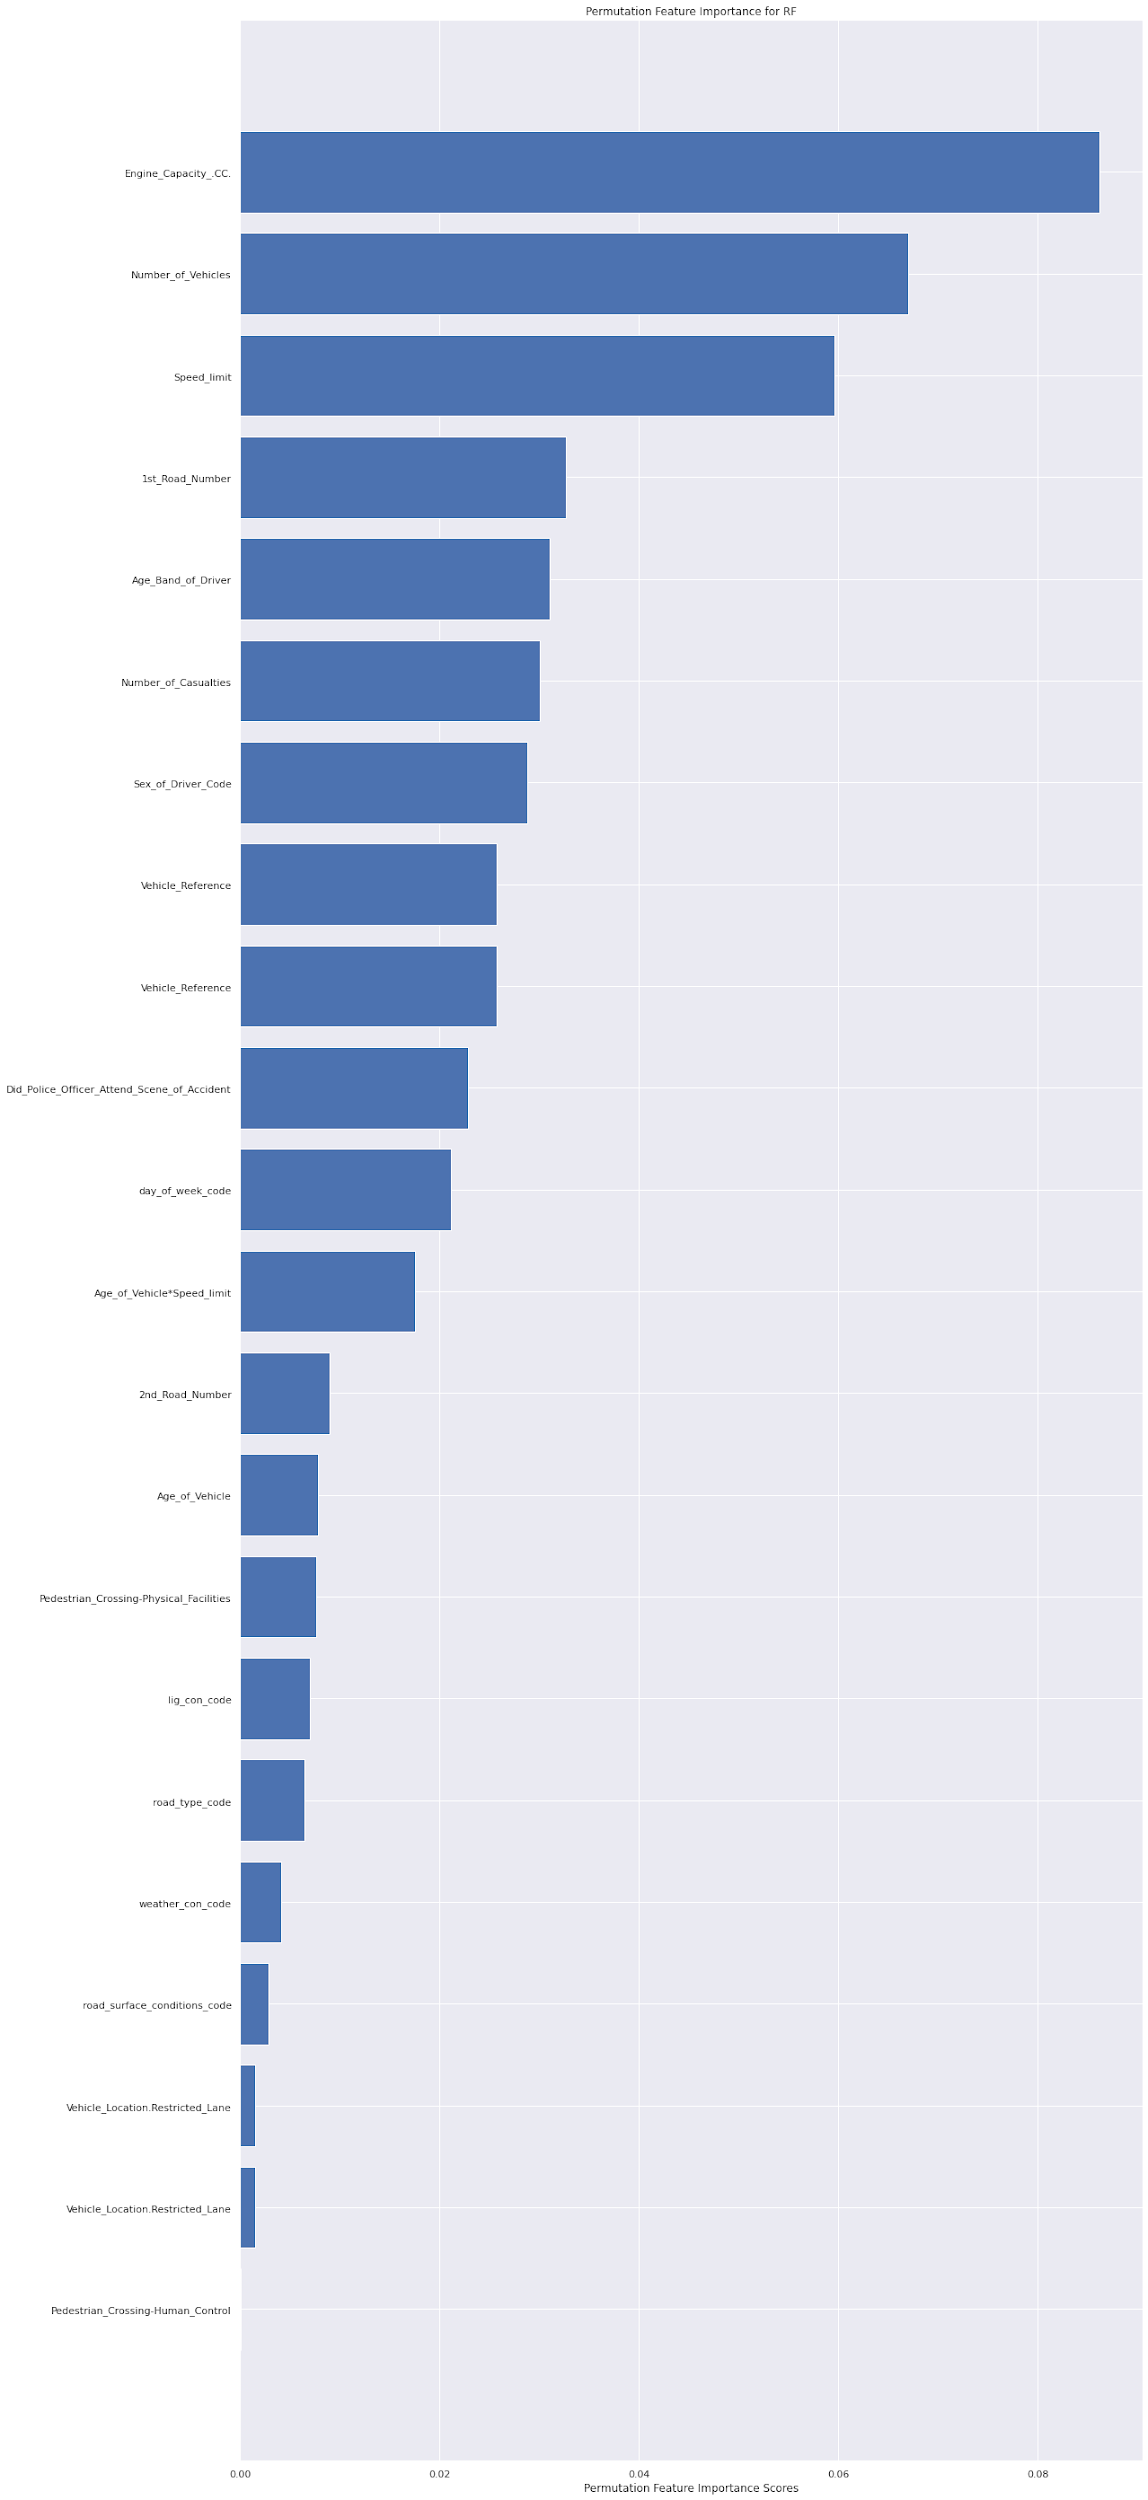 Permutation Feature Importance for RF
Engine_Capacity_.CC.
Number_of_Vehicles
Speed_limit
1st_Road_Number
Age_Band_of_Driver
Number_of_Casualties
Sex_of_Driver_Code
Vehicle_Reference
Vehicle_Reference
Did_Police_Officer_Attend_Scene_of_Accident
day_of_week_code
Age_of_Vehicle*Speed_limit
2nd_Road_Number
Age_of_Vehicle
Pedestrian_Crossing-Physical_Facilities
lig_con_code
road_type_code
weather_con_code
road_surface_conditions_code
Vehicle_Location.Restricted_Lane
Vehicle_Location.Restricted_Lane
Pedestrian_Crossing-Human_Control
0.00 0.02 0.04 0.06 0.08
Permutation Feature Importance Scores